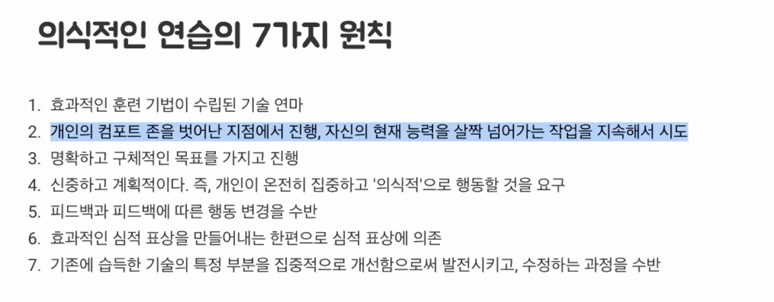 의식적인 연습의 7가지 원칙
1. 효과적인 훈련 기법이 수립된 기술 연마
2. 개인의 컴포트 존을 벗어난 지점에서 진행, 자신의 현재 능력을 살짝 넘어가는 작업을 지속해서 시도
3. 명확하고 구체적인 목표를 가지고 진행
4. 신중하고 계획적이다. 즉, 개인이 온전히 집중하고 '의식적'으로 행동할 것을 요구
5. 피드백과 피드백에 따른 행동 변경을 수반
6. 효과적인 심적 표상을 만들어내는 한편으로 심적 표상에 의존
7. 기존에 습득한 기술의 특정 부분을 집중적으로 개선함으로써 발전시키고, 수정하는 과정을 수반